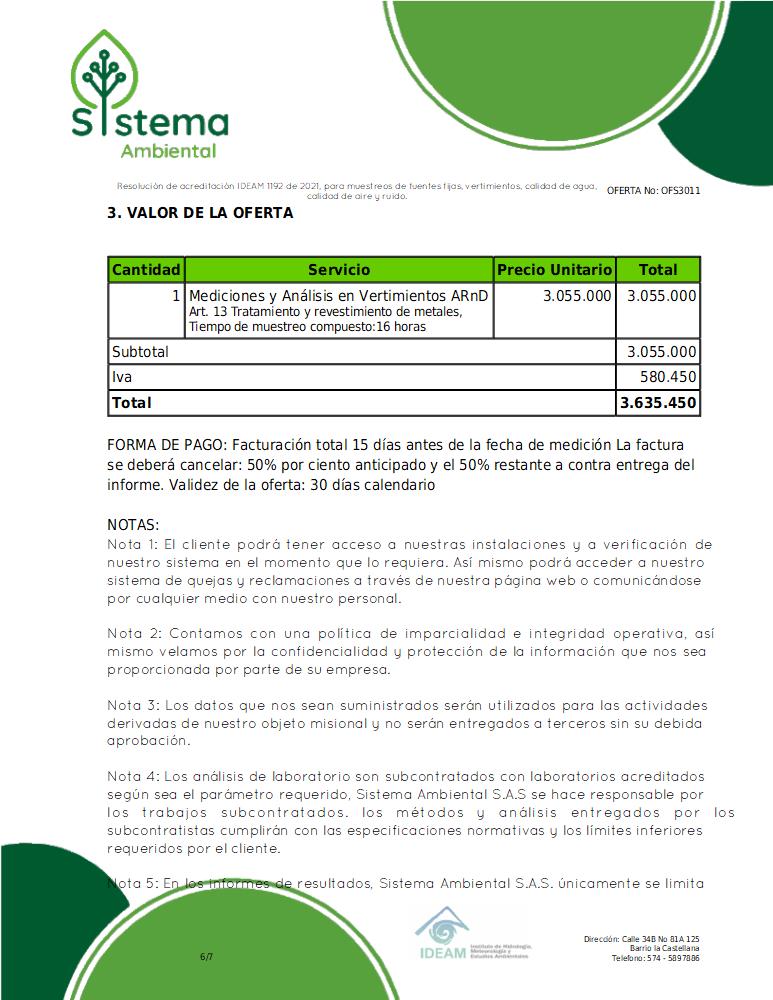 Sistema
Ambiental
Resolución de acreditación IDEAM 1192 de 2021, para muestreos de fuentes fijas, vertimientos, calidad de agua,
calidad de aire y ruido.
OFERTA No: OFS3011
3. VALOR DE LA OFERTA
Cantidad Servicio Precio Unitario Total
1 Mediciones y Análisis en Vertimientos ARnD 3.055.000 3.055.000
Art. 13 Tratamiento y revestimiento de metales,
Tiempo de muestreo compuesto:16 horas
Subtotal 3.055.000
Iva 580.450
Total 3.635.450
FORMA DE PAGO: Facturación total 15 días antes de la fecha de medición La factura
se deberá cancelar: 50% por ciento anticipado y el 50% restante a contra entrega del
informe. Validez de la oferta: 30 días calendario
NOTAS:
Nota 1: El cliente podrá tener acceso a nuestras instalaciones y a verificación de
nuestro sistema en el momento que lo requiera. Así mismo podrá acceder a nuestro
sistema de quejas y reclamaciones a través de nuestra página web o comunicándose
por cualquier medio con nuestro personal.
Nota 2: Contamos con una política de imparcialidad e integridad operativa, así
mismo velamos por la confidencialidad y protección de la información que nos sea
proporcionada por parte de su empresa.
Nota 3: Los datos que nos sean suministrados serán utilizados para las actividades
derivadas de nuestro objeto misional y no serán entregados a terceros sin su debida
aprobación.
Nota 4: Los análisis de laboratorio son subcontratados con laboratorios acreditados
según sea el parámetro requerido, Sistema Ambiental S.A.S se hace responsable por
los trabajos subcontratados. los métodos y análisis entregados por los
subcontratistas cumplirán con las especificaciones normativas y los límites inferiores
requeridos por el cliente.
Nota 5: En los informes de resultados, Sistema Ambiental S.A.S. únicamente se limita
6/7
IDEAM
Instituto de Hidrología,
Meteorología y
Estudios Ambientales
Dirección: Calle 34B No 81A 125
Barrio la Castellana
Telefono: 574 - 5897886